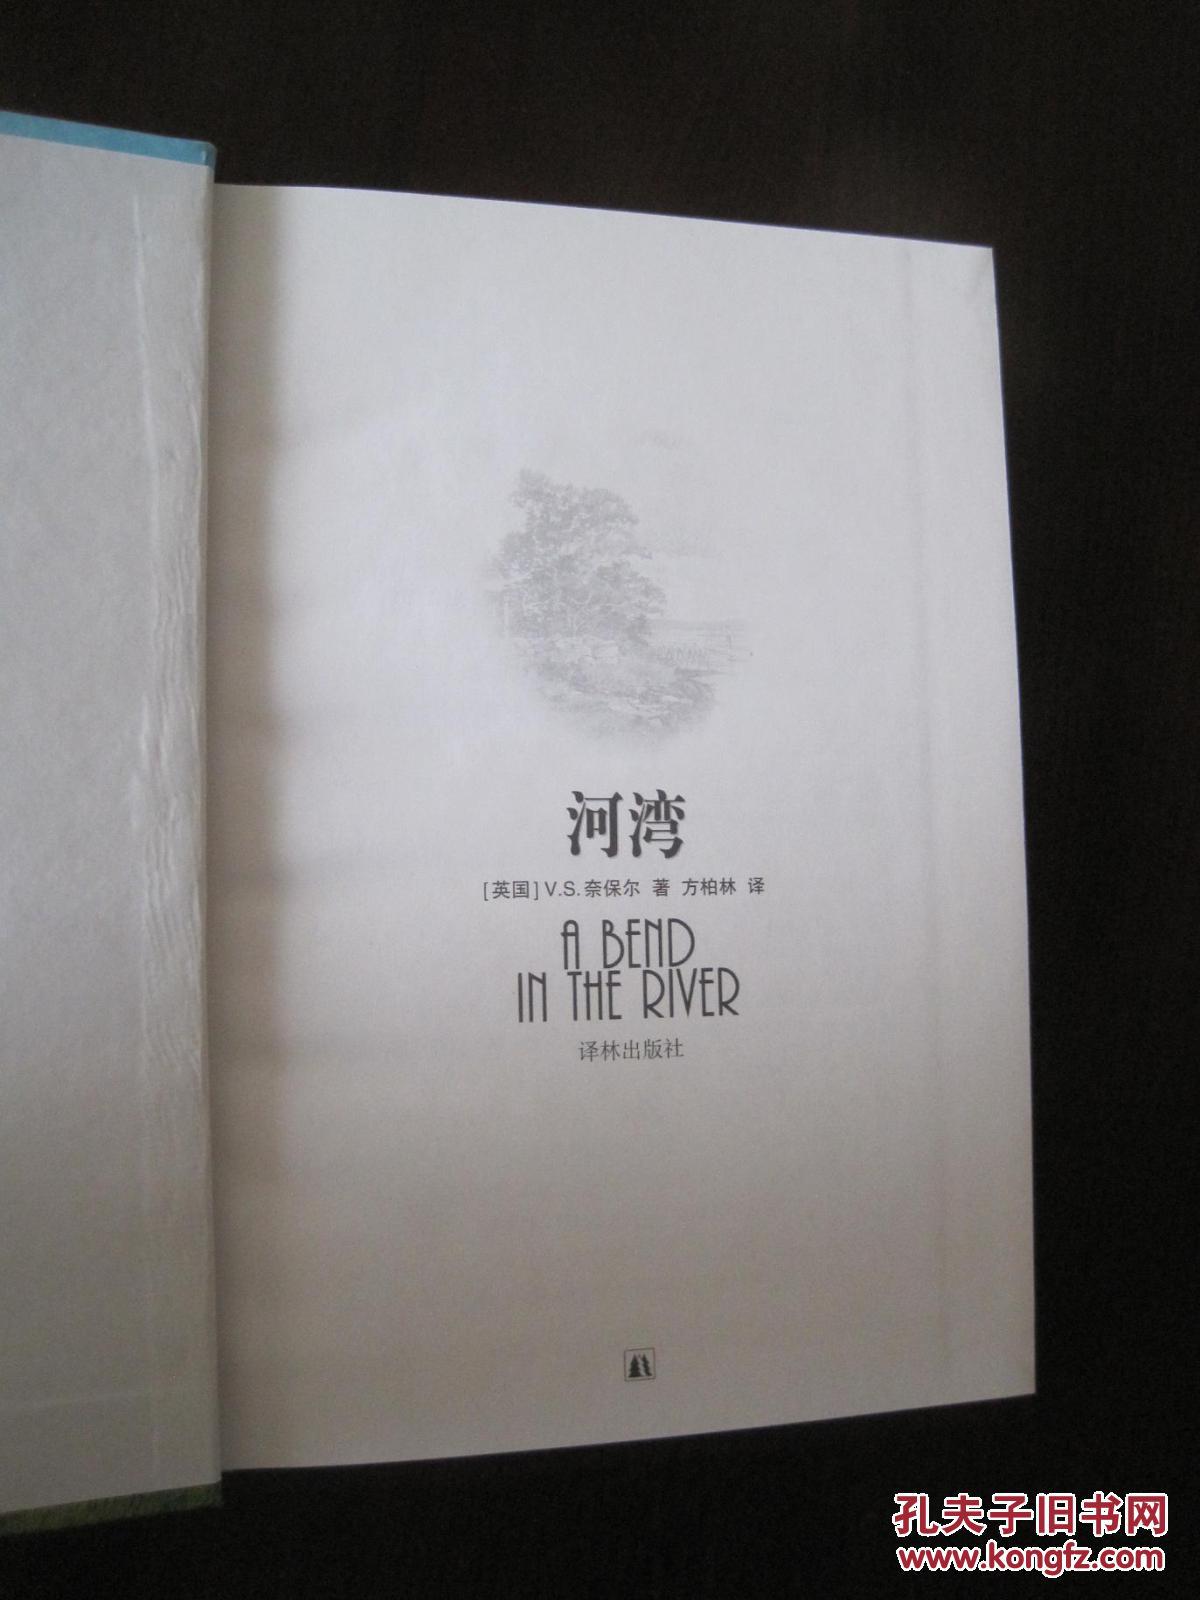 河湾
[英国] V.S.奈保尔 著 方柏林 译
A BEND
IN THE RIVER
译林出版社
孔夫子旧书网
www.kongfz.com